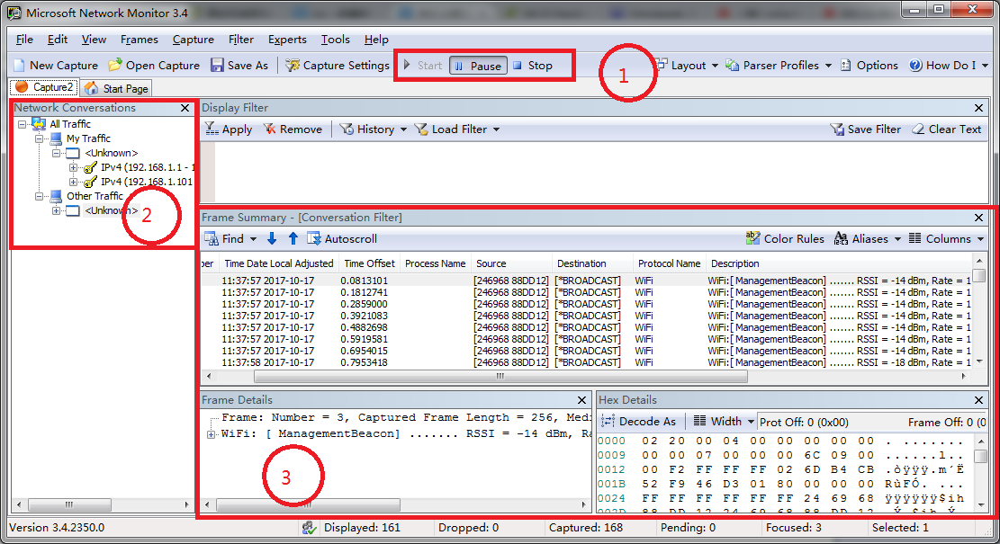 Microsoft Network Monitor 3.4
File Edit View Frames Capture Filter Experts Tools Help
New Capture Open Capture Save As Capture Settings Start Pause Stop 1 Layout Parser Profiles Options How Do I
Capture2 Start Page
Network Conversations
All Traffic
My Traffic
<Unknown>
IPv4 (192.168.1.1 - 1
IPv4 (192.168.1.101
Other Traffic
<Unknown>
2
Display Filter
Apply Remove History Load Filter Save Filter Clear Text
Frame Summary - [Conversation Filter]
Find Autoscroll Color Rules Aliases Columns
ber Time Date Local Adjusted Time Offset Process Name Source Destination Protocol Name Description
11:37:57 2017-10-17 0.0813101 [246968 88DD12] [*BROADCAST] WiFi WiFi:[ ManagementBeacon] ....... RSSI = -14 dBm, Rate = 1
11:37:57 2017-10-17 0.1812741 [246968 88DD12] [*BROADCAST] WiFi WiFi:[ ManagementBeacon] ....... RSSI = -14 dBm, Rate = 1
11:37:57 2017-10-17 0.2859000 [246968 88DD12] [*BROADCAST] WiFi WiFi:[ ManagementBeacon] ....... RSSI = -14 dBm, Rate = 1
11:37:57 2017-10-17 0.3921083 [246968 88DD12] [*BROADCAST] WiFi WiFi:[ ManagementBeacon] ....... RSSI = -14 dBm, Rate = 1
11:37:57 2017-10-17 0.4882698 [246968 88DD12] [*BROADCAST] WiFi WiFi:[ ManagementBeacon] ....... RSSI = -14 dBm, Rate = 1
11:37:57 2017-10-17 0.5919581 [246968 88DD12] [*BROADCAST] WiFi WiFi:[ ManagementBeacon] ....... RSSI = -14 dBm, Rate = 1
11:37:57 2017-10-17 0.6954015 [246968 88DD12] [*BROADCAST] WiFi WiFi:[ ManagementBeacon] ....... RSSI = -14 dBm, Rate = 1
11:37:58 2017-10-17 0.7953418 [246968 88DD12] [*BROADCAST] WiFi WiFi:[ ManagementBeacon] ....... RSSI = -18 dBm, Rate = 1
Frame Details
Frame: Number = 3, Captured Frame Length = 256, Medi
WiFi: [ ManagementBeacon] ....... RSSI = -14 dBm, Ra
3
Hex Details
Decode As Width Prot Off: 0 (0x00) Frame Off: 0 (0
0000 02 20 00 04 00 00 00 00 00 . .......
0009 00 00 07 00 00 00 6C 09 00 ......l..
0012 00 F2 FF FF FF 02 6D B4 CB .òÿÿÿ.m´Ë
001B 52 F9 46 D3 01 80 00 00 00 RùFÓ. ...
0024 FF FF FF FF FF FF 24 69 68 ÿÿÿÿÿÿ$ih
002D 88 DD 12 24 69 68 88 DD 12
Version 3.4.2350.0 Displayed: 161 Dropped: 0 Captured: 168 Pending: 0 Focused: 3 Selected: 1